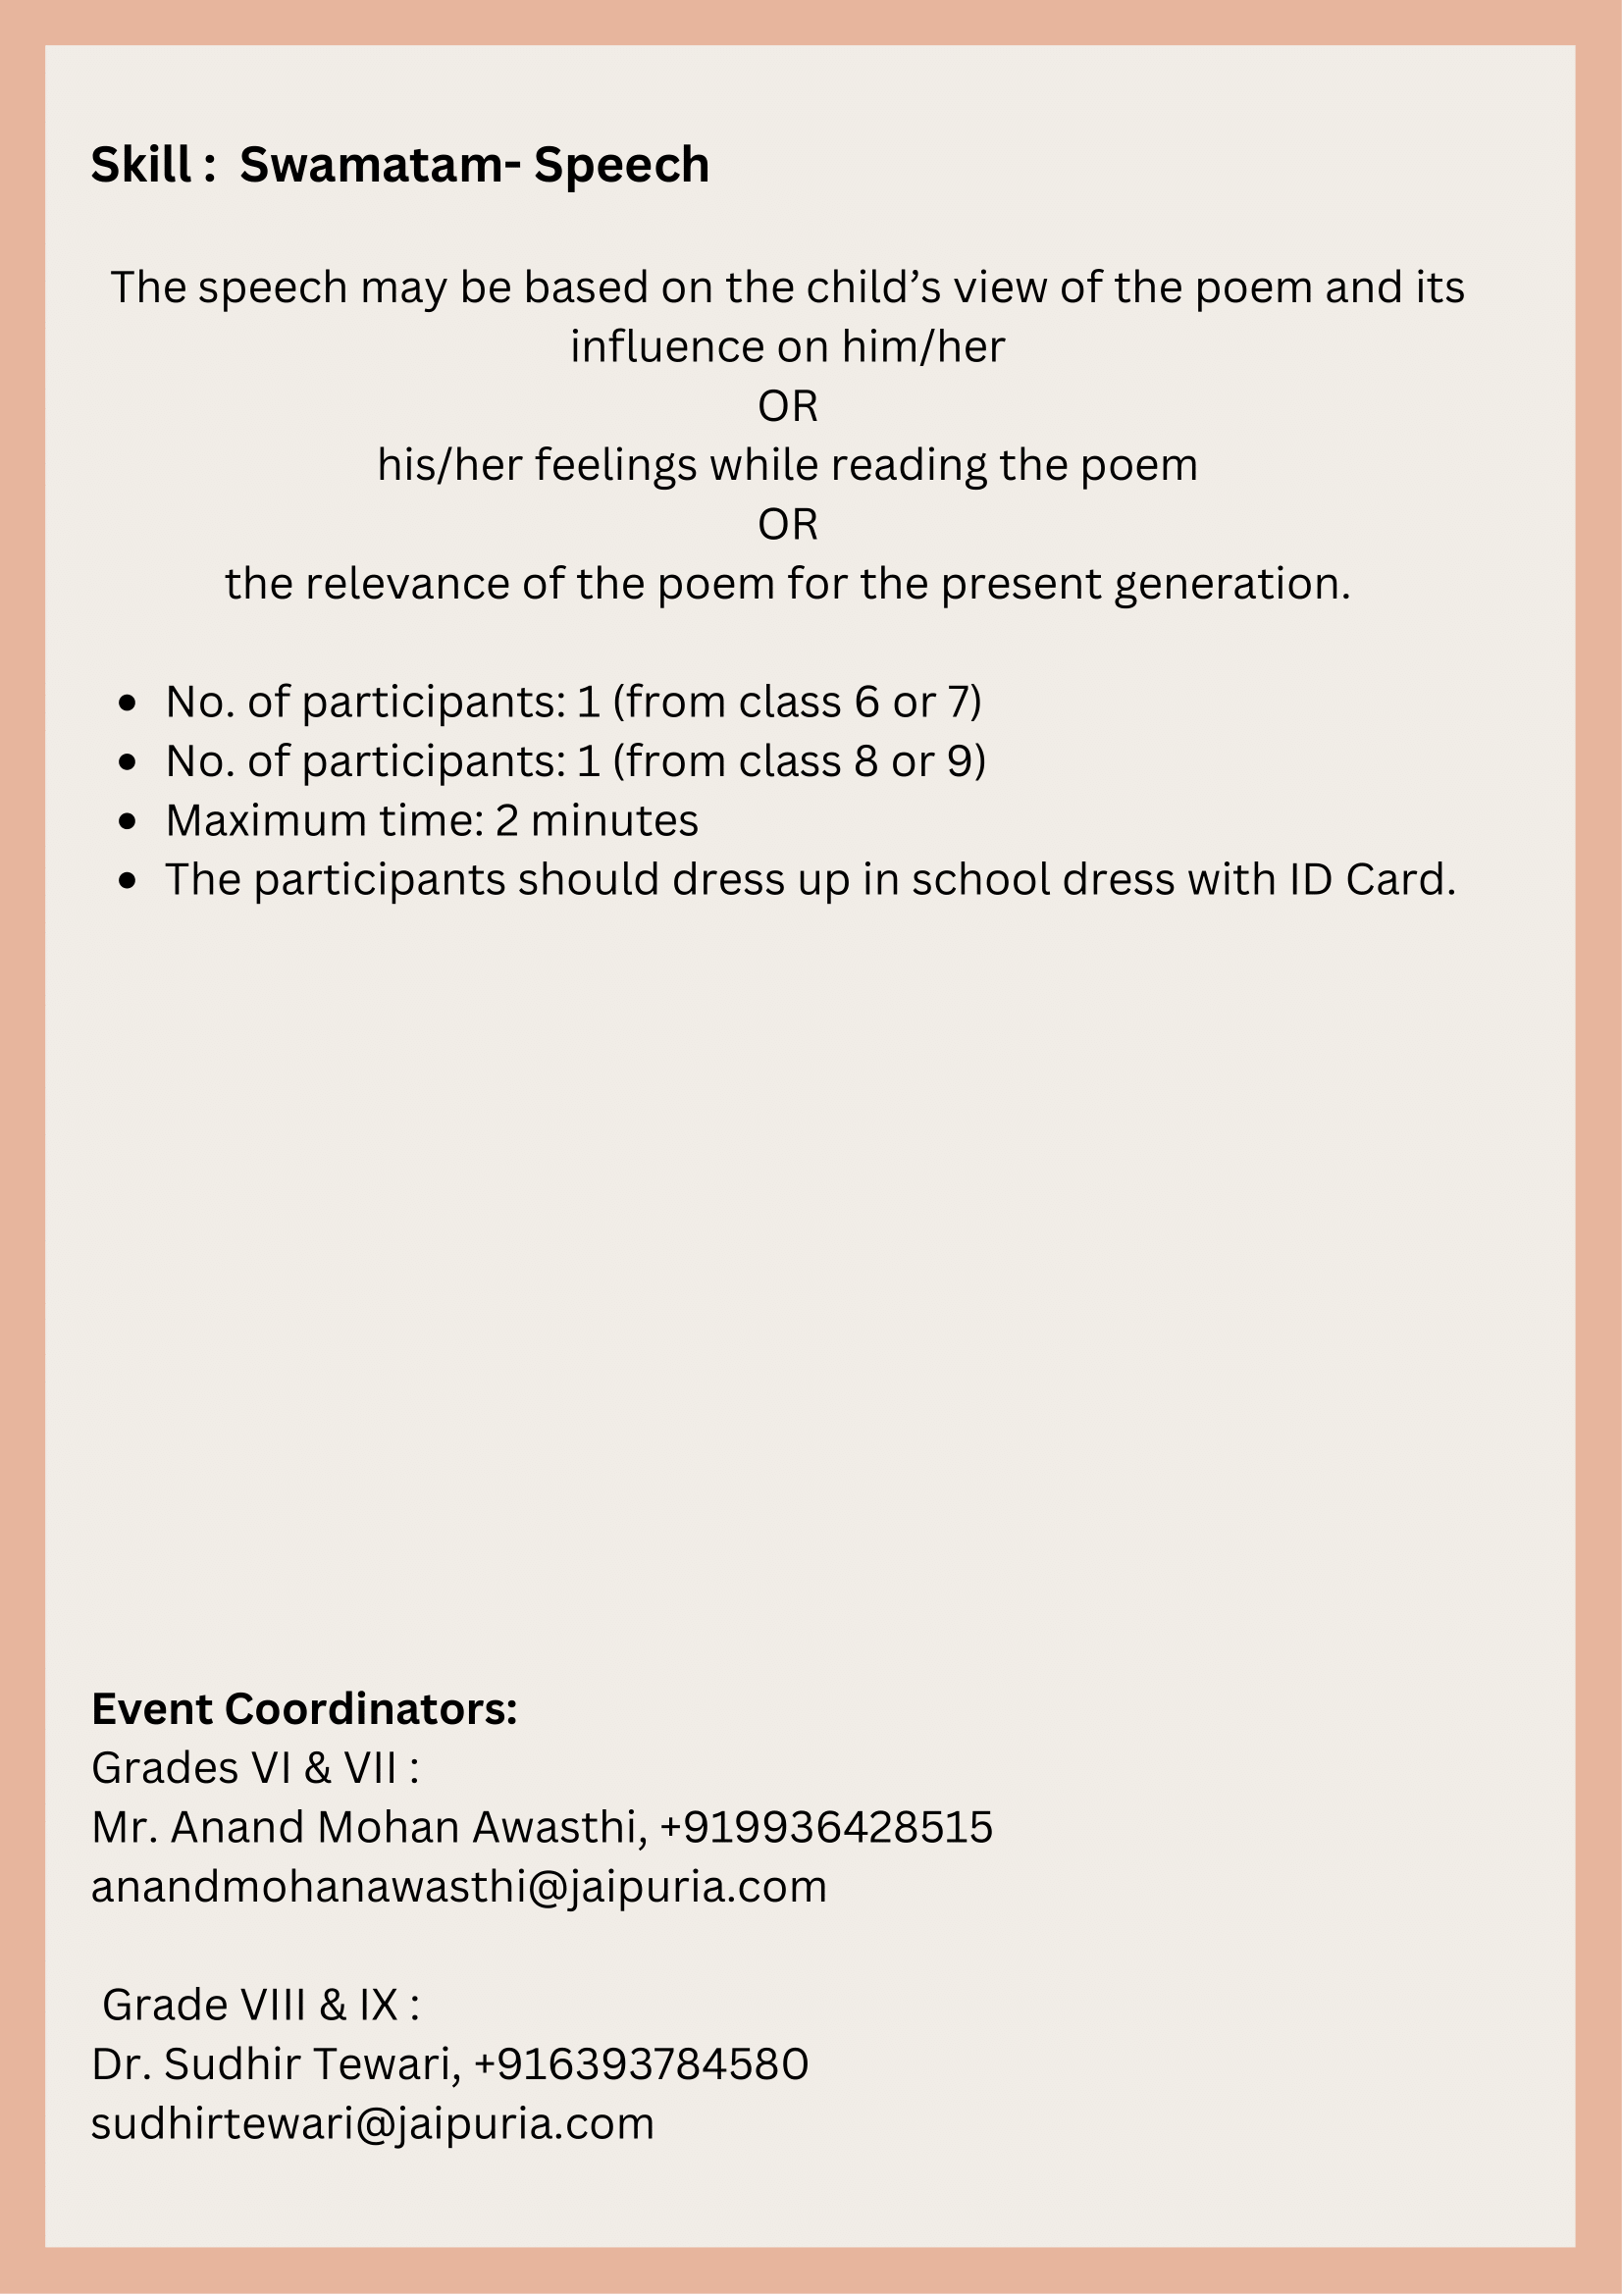 Skill :  Swamatam- Speech
The speech may be based on the child’s view of the poem and its
influence on him/her
OR
his/her feelings while reading the poem
OR
the relevance of the poem for the present generation.
• No. of participants: 1 (from class 6 or 7)
• No. of participants: 1 (from class 8 or 9)
• Maximum time: 2 minutes
• The participants should dress up in school dress with ID Card.
Event Coordinators:
Grades VI & VII :
Mr. Anand Mohan Awasthi, +919936428515
anandmohanawasthi@jaipuria.com
Grade VIII & IX :
Dr. Sudhir Tewari, +916393784580
sudhirtewari@jaipuria.com